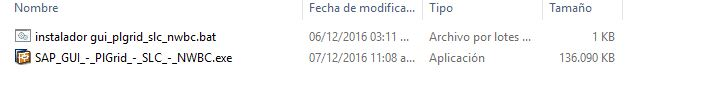 Nombre Fecha de modifica... Tipo Tamaño
instalador gui_plgrid_slc_nwbc.bat 06/12/2016 03:11 ... Archivo por lotes ... 1 KB
SAP_GUI_-_PlGrid_-_SLC_-_NWBC.exe 07/12/2016 11:08 a... Aplicación 136.090 KB